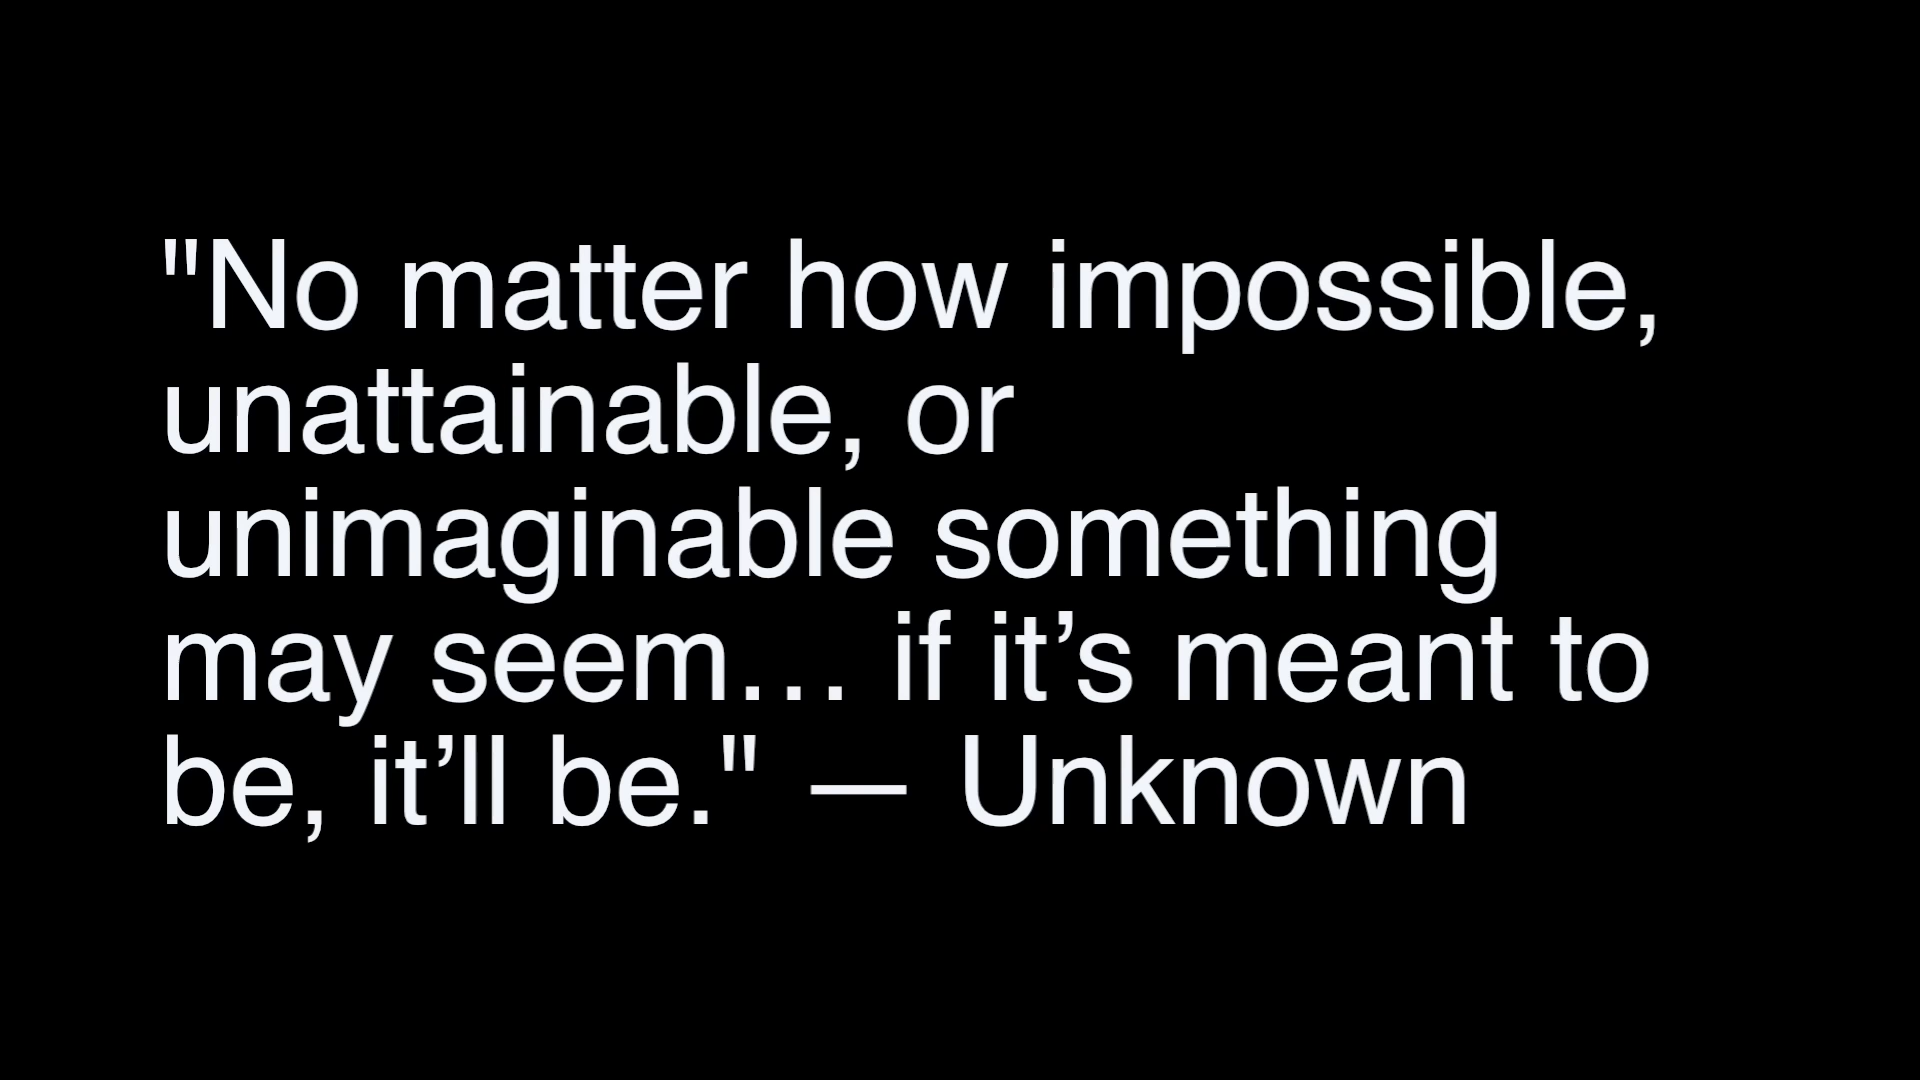 "No matter how impossible,
unattainable, or
unimaginable something
may seem… if it’s meant to
be, it’ll be." — Unknown